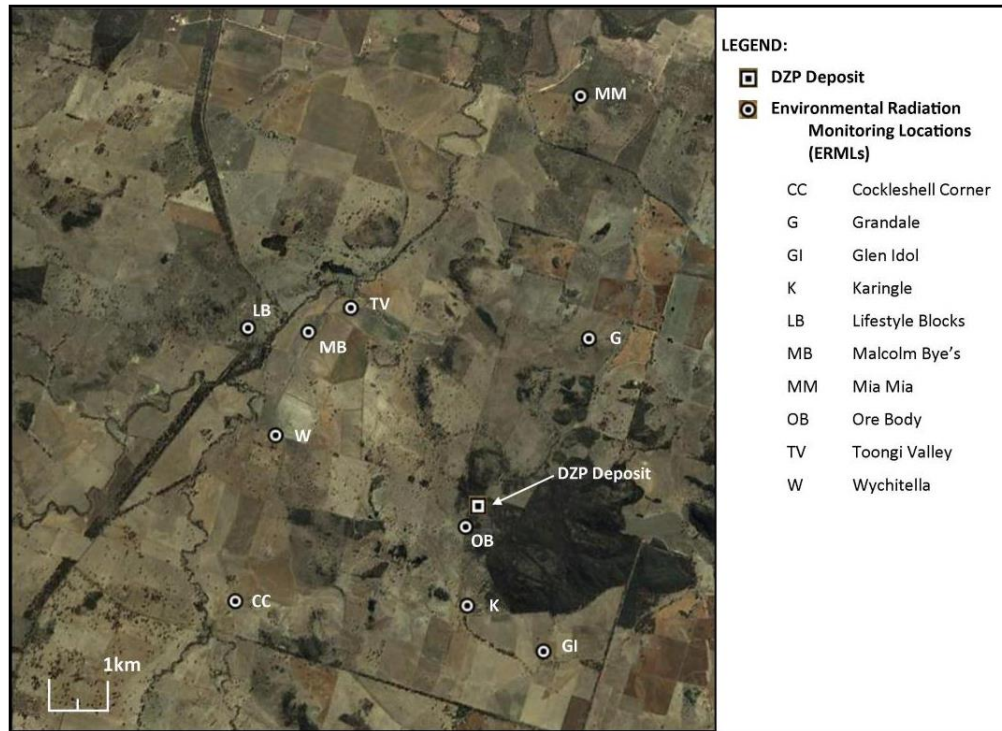 MM
TV
LB
MB
G
W
DZP Deposit
OB
CC
K
GI
1km
LEGEND:
DZP Deposit
Environmental Radiation
Monitoring Locations
(ERMLs)
CC Cockleshell Corner
G Grandale
GI Glen Idol
K Karingle
LB Lifestyle Blocks
MB Malcolm Bye's
MM Mia Mia
OB Ore Body
TV Toongi Valley
W Wychitella